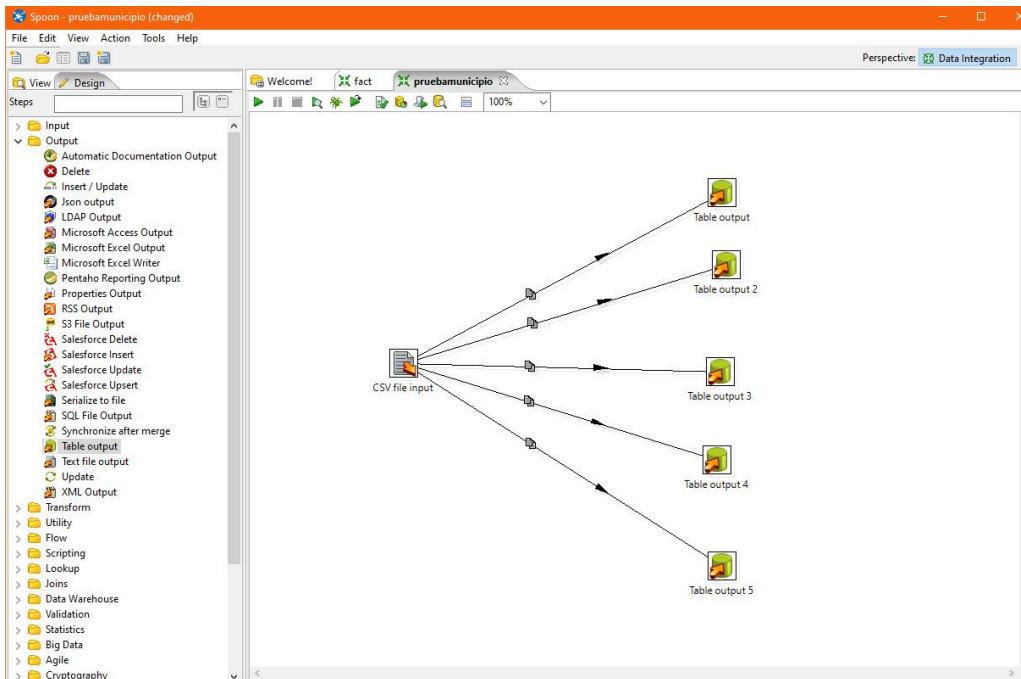 Spoon - pruebamunicipio (changed)
File Edit View Action Tools Help
Perspective: Data Integration
View Design
Steps
Input
Output
Automatic Documentation Output
Delete
Insert / Update
Json output
LDAP Output
Microsoft Access Output
Microsoft Excel Output
Microsoft Excel Writer
Pentaho Reporting Output
Properties Output
RSS Output
S3 File Output
Salesforce Delete
Salesforce Insert
Salesforce Update
Salesforce Upsert
Serialize to file
SQL File Output
Synchronize after merge
Table output
Text file output
Update
XML Output
Transform
Utility
Flow
Scripting
Lookup
Joins
Data Warehouse
Validation
Statistics
Big Data
Agile
Cryptography
Welcome! fact pruebamunicipio
100%
Table output
Table output 2
CSV file input
Table output 3
Table output 4
Table output 5